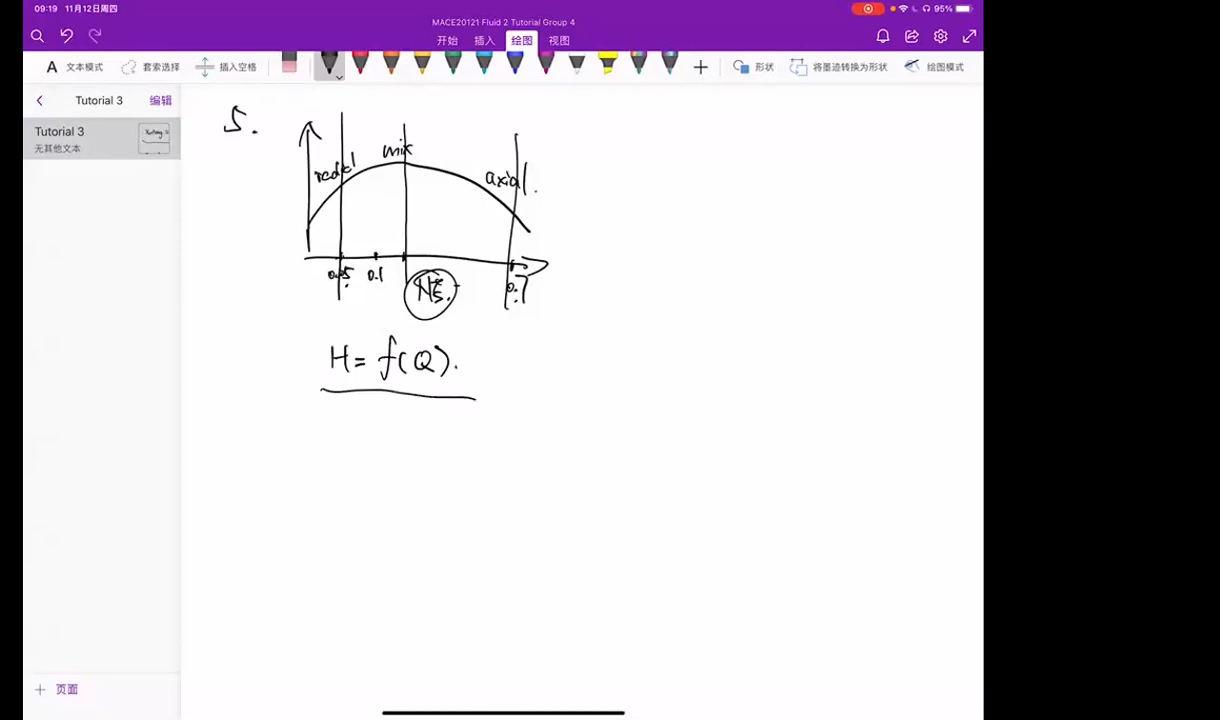 09:19 11月12日周四
95%
MACE20121 Fluid 2 Tutorial Group 4
开始 插入 绘图 视图
文本模式 套索选择 插入空格 形状 将墨迹转换为形状 绘图模式
Tutorial 3 编辑
Tutorial 3
无其他文本
5.
mix
axial.
0.05 0.1 0.7
H = f(Q).
页面